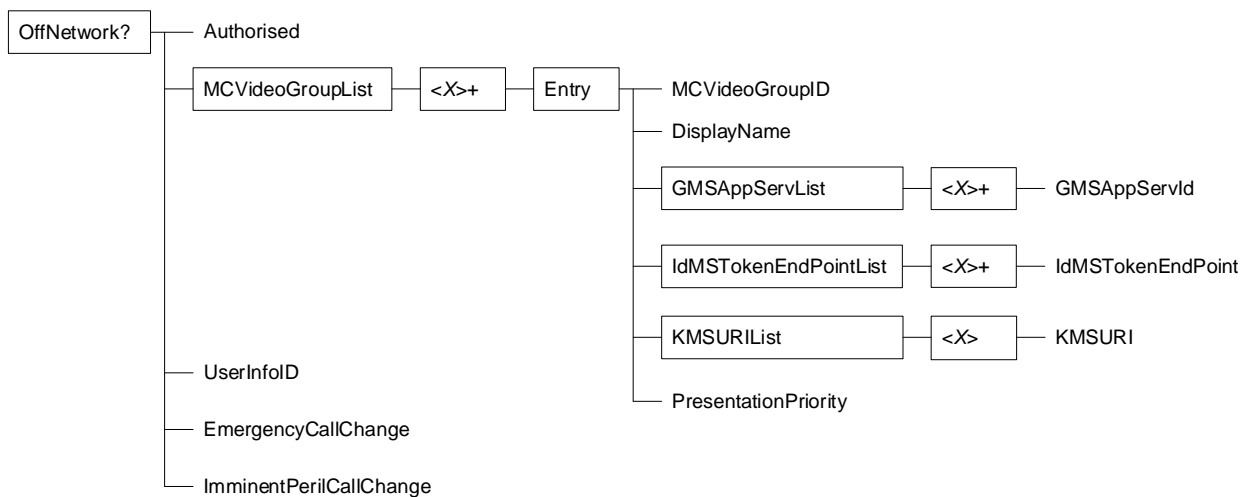 OffNetwork? Authorised
MCVideoGroupList <X>+ Entry MCVideoGroupID
DisplayName
GMSAppServList <X>+ GMSAppServId
IdMSTokenEndPointList <X>+ IdMSTokenEndPoint
KMSURIList <X> KMSURI
UserInfoID
PresentationPriority
EmergencyCallChange
ImminentPerilCallChange